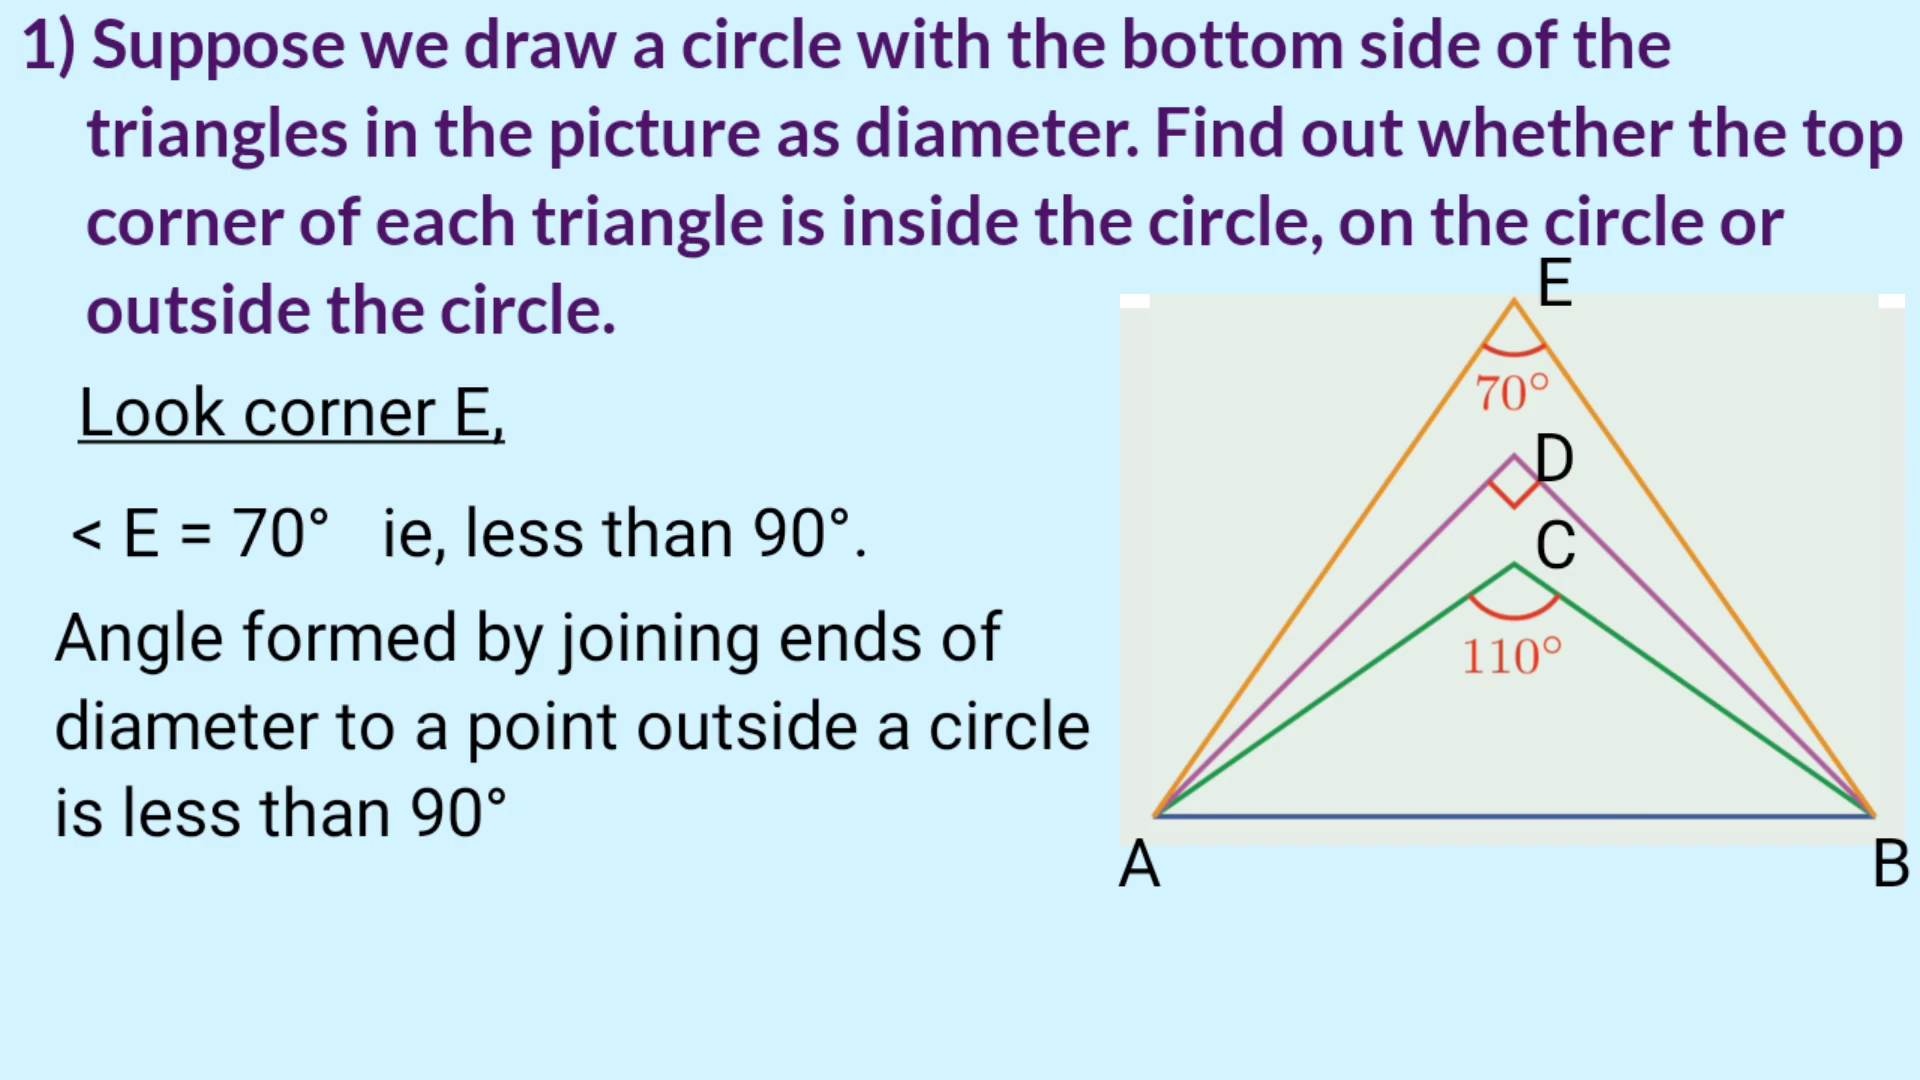 1) Suppose we draw a circle with the bottom side of the
triangles in the picture as diameter. Find out whether the top
corner of each triangle is inside the circle, on the circle or
outside the circle.
Look corner E,
< E = 70° ie, less than 90°.
Angle formed by joining ends of
diameter to a point outside a circle
is less than 90°
E
70°
D
C
110°
A
B